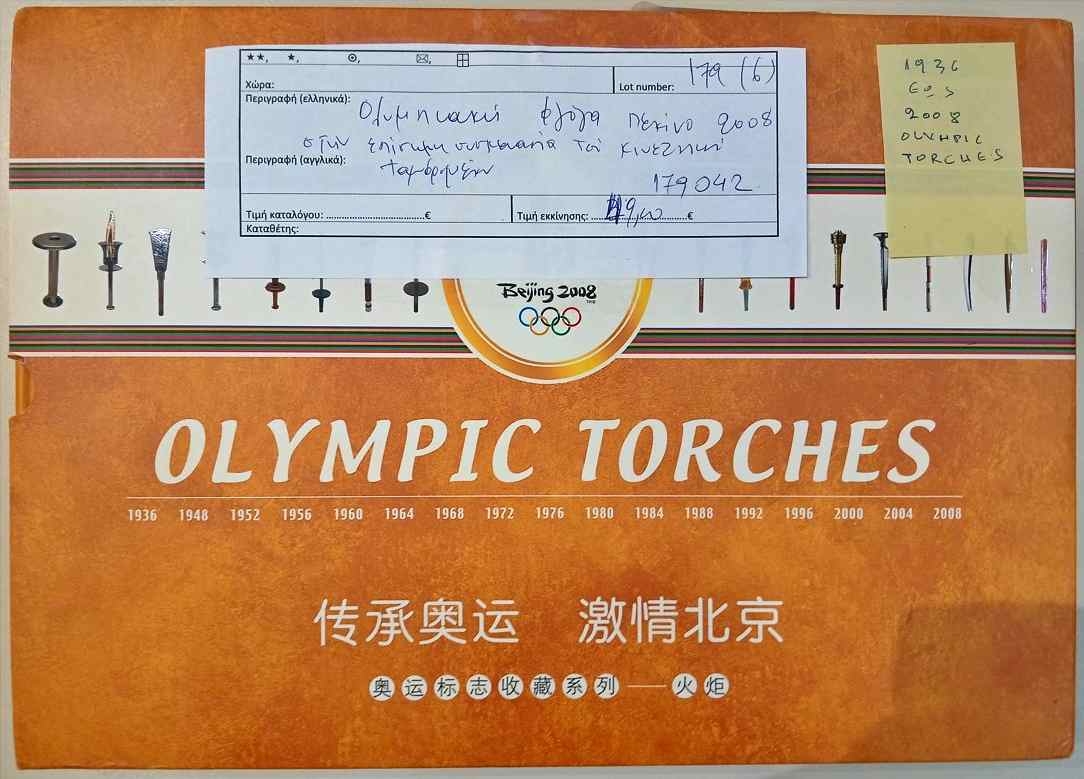 ★★, ★, ⊙, ✉, ⊞
Χώρα:
Lot number: 179 (6)
Περιγραφή (ελληνικά):
Ολυμπιακή φλόγα Πεκίνο 2008
στην επίσημη συσκευασία του κινέζικου
Περιγραφή (αγγλικά):
ταχυδρομείου
179042
Τιμή καταλόγου: ....................................€
Τιμή εκκίνησης: ........49,00........€
Καταθέτης:
1936
ΕΩΣ
2008
OLYMPIC
TORCHES
Beijing 2008
OLYMPIC TORCHES
1936 1948 1952 1956 1960 1964 1968 1972 1976 1980 1984 1988 1992 1996 2000 2004 2008
传承奥运 激情北京
奥运标志收藏系列——火炬